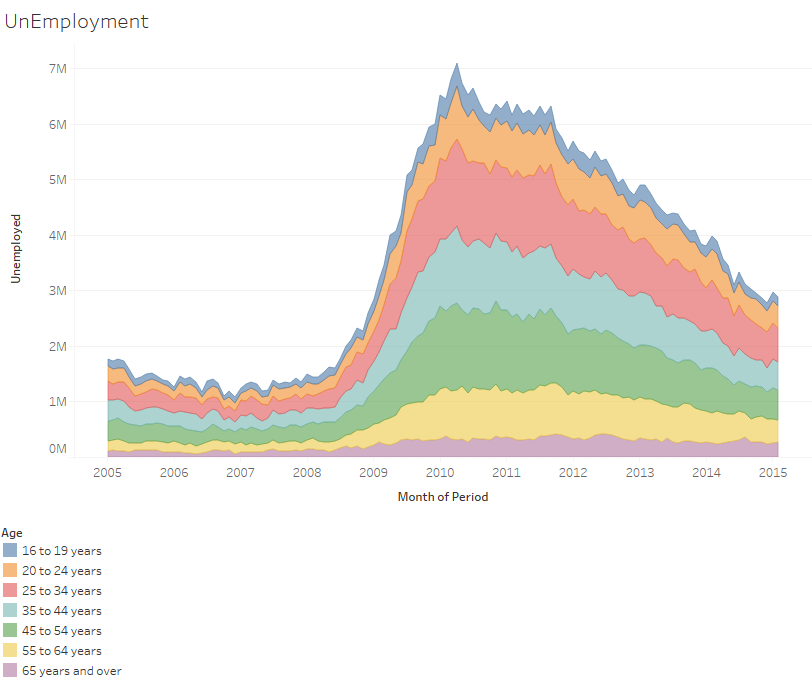 UnEmployment
7M
6M
5M
4M
3M
2M
1M
0M
Unemployed
2005 2006 2007 2008 2009 2010 2011 2012 2013 2014 2015
Month of Period
Age
16 to 19 years
20 to 24 years
25 to 34 years
35 to 44 years
45 to 54 years
55 to 64 years
65 years and over